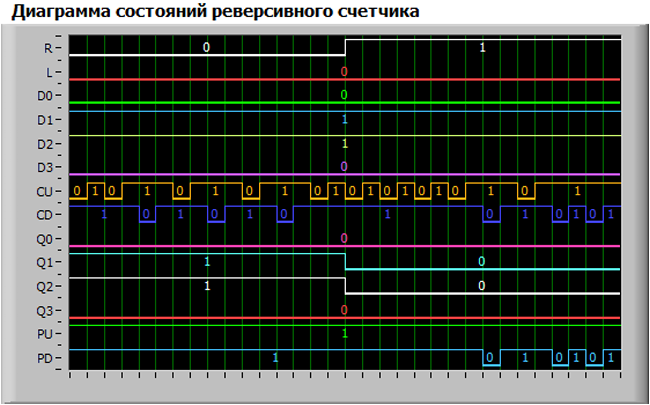 Диаграмма состояний реверсивного счетчика
R 0 1
L 0
D0 0
D1 1
D2 1
D3 0
CU 0 1 0 1 0 1 0 1 0 1 0 1 0 1 0 1 0 1 0 1
CD 1 0 1 0 1 0 1 0 1 0 1 0 1
Q0 0
Q1 1 0
Q2 1 0
Q3 0
PU 1
PD 1 0 1 0 1 0 1